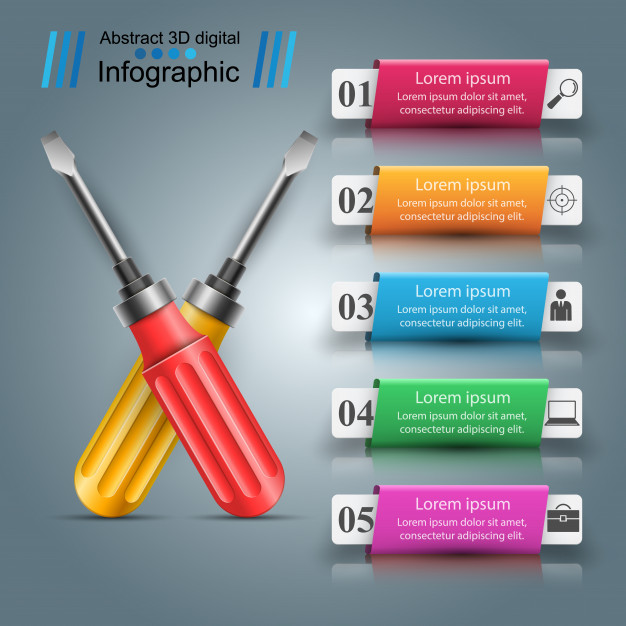 Abstract 3D digital
Infographic
01
Lorem ipsum
Lorem ipsum dolor sit amet,
consectetur adipiscing elit.
02
Lorem ipsum
Lorem ipsum dolor sit amet,
consectetur adipiscing elit.
03
Lorem ipsum
Lorem ipsum dolor sit amet,
consectetur adipiscing elit.
04
Lorem ipsum
Lorem ipsum dolor sit amet,
consectetur adipiscing elit.
05
Lorem ipsum
Lorem ipsum dolor sit amet,
consectetur adipiscing elit.